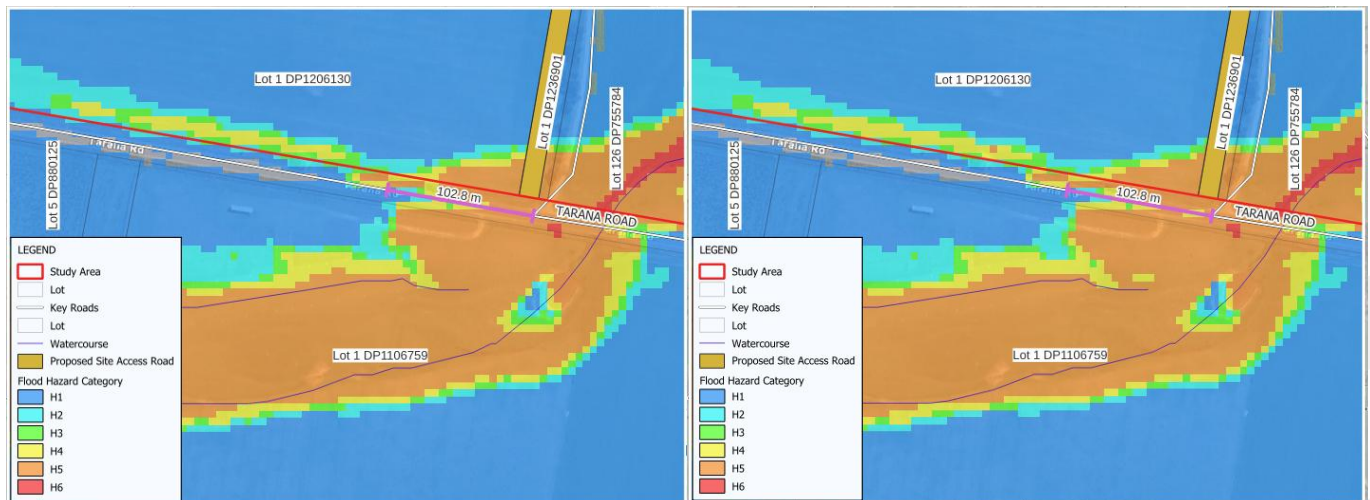 Lot 1 DP1206130
Lot 1 DP1236901
Lot 126 DP755784
Lot 5 DP880125
Tarana Rd
102.8 m
TARANA ROAD
Lot 1 DP1106759
LEGEND
Study Area
Lot
Key Roads
Lot
Watercourse
Proposed Site Access Road
Flood Hazard Category
H1
H2
H3
H4
H5
H6
Lot 1 DP1206130
Lot 1 DP1236901
Lot 126 DP755784
Lot 5 DP880125
Tarana Rd
102.8 m
TARANA ROAD
Lot 1 DP1106759
LEGEND
Study Area
Lot
Key Roads
Lot
Watercourse
Proposed Site Access Road
Flood Hazard Category
H1
H2
H3
H4
H5
H6